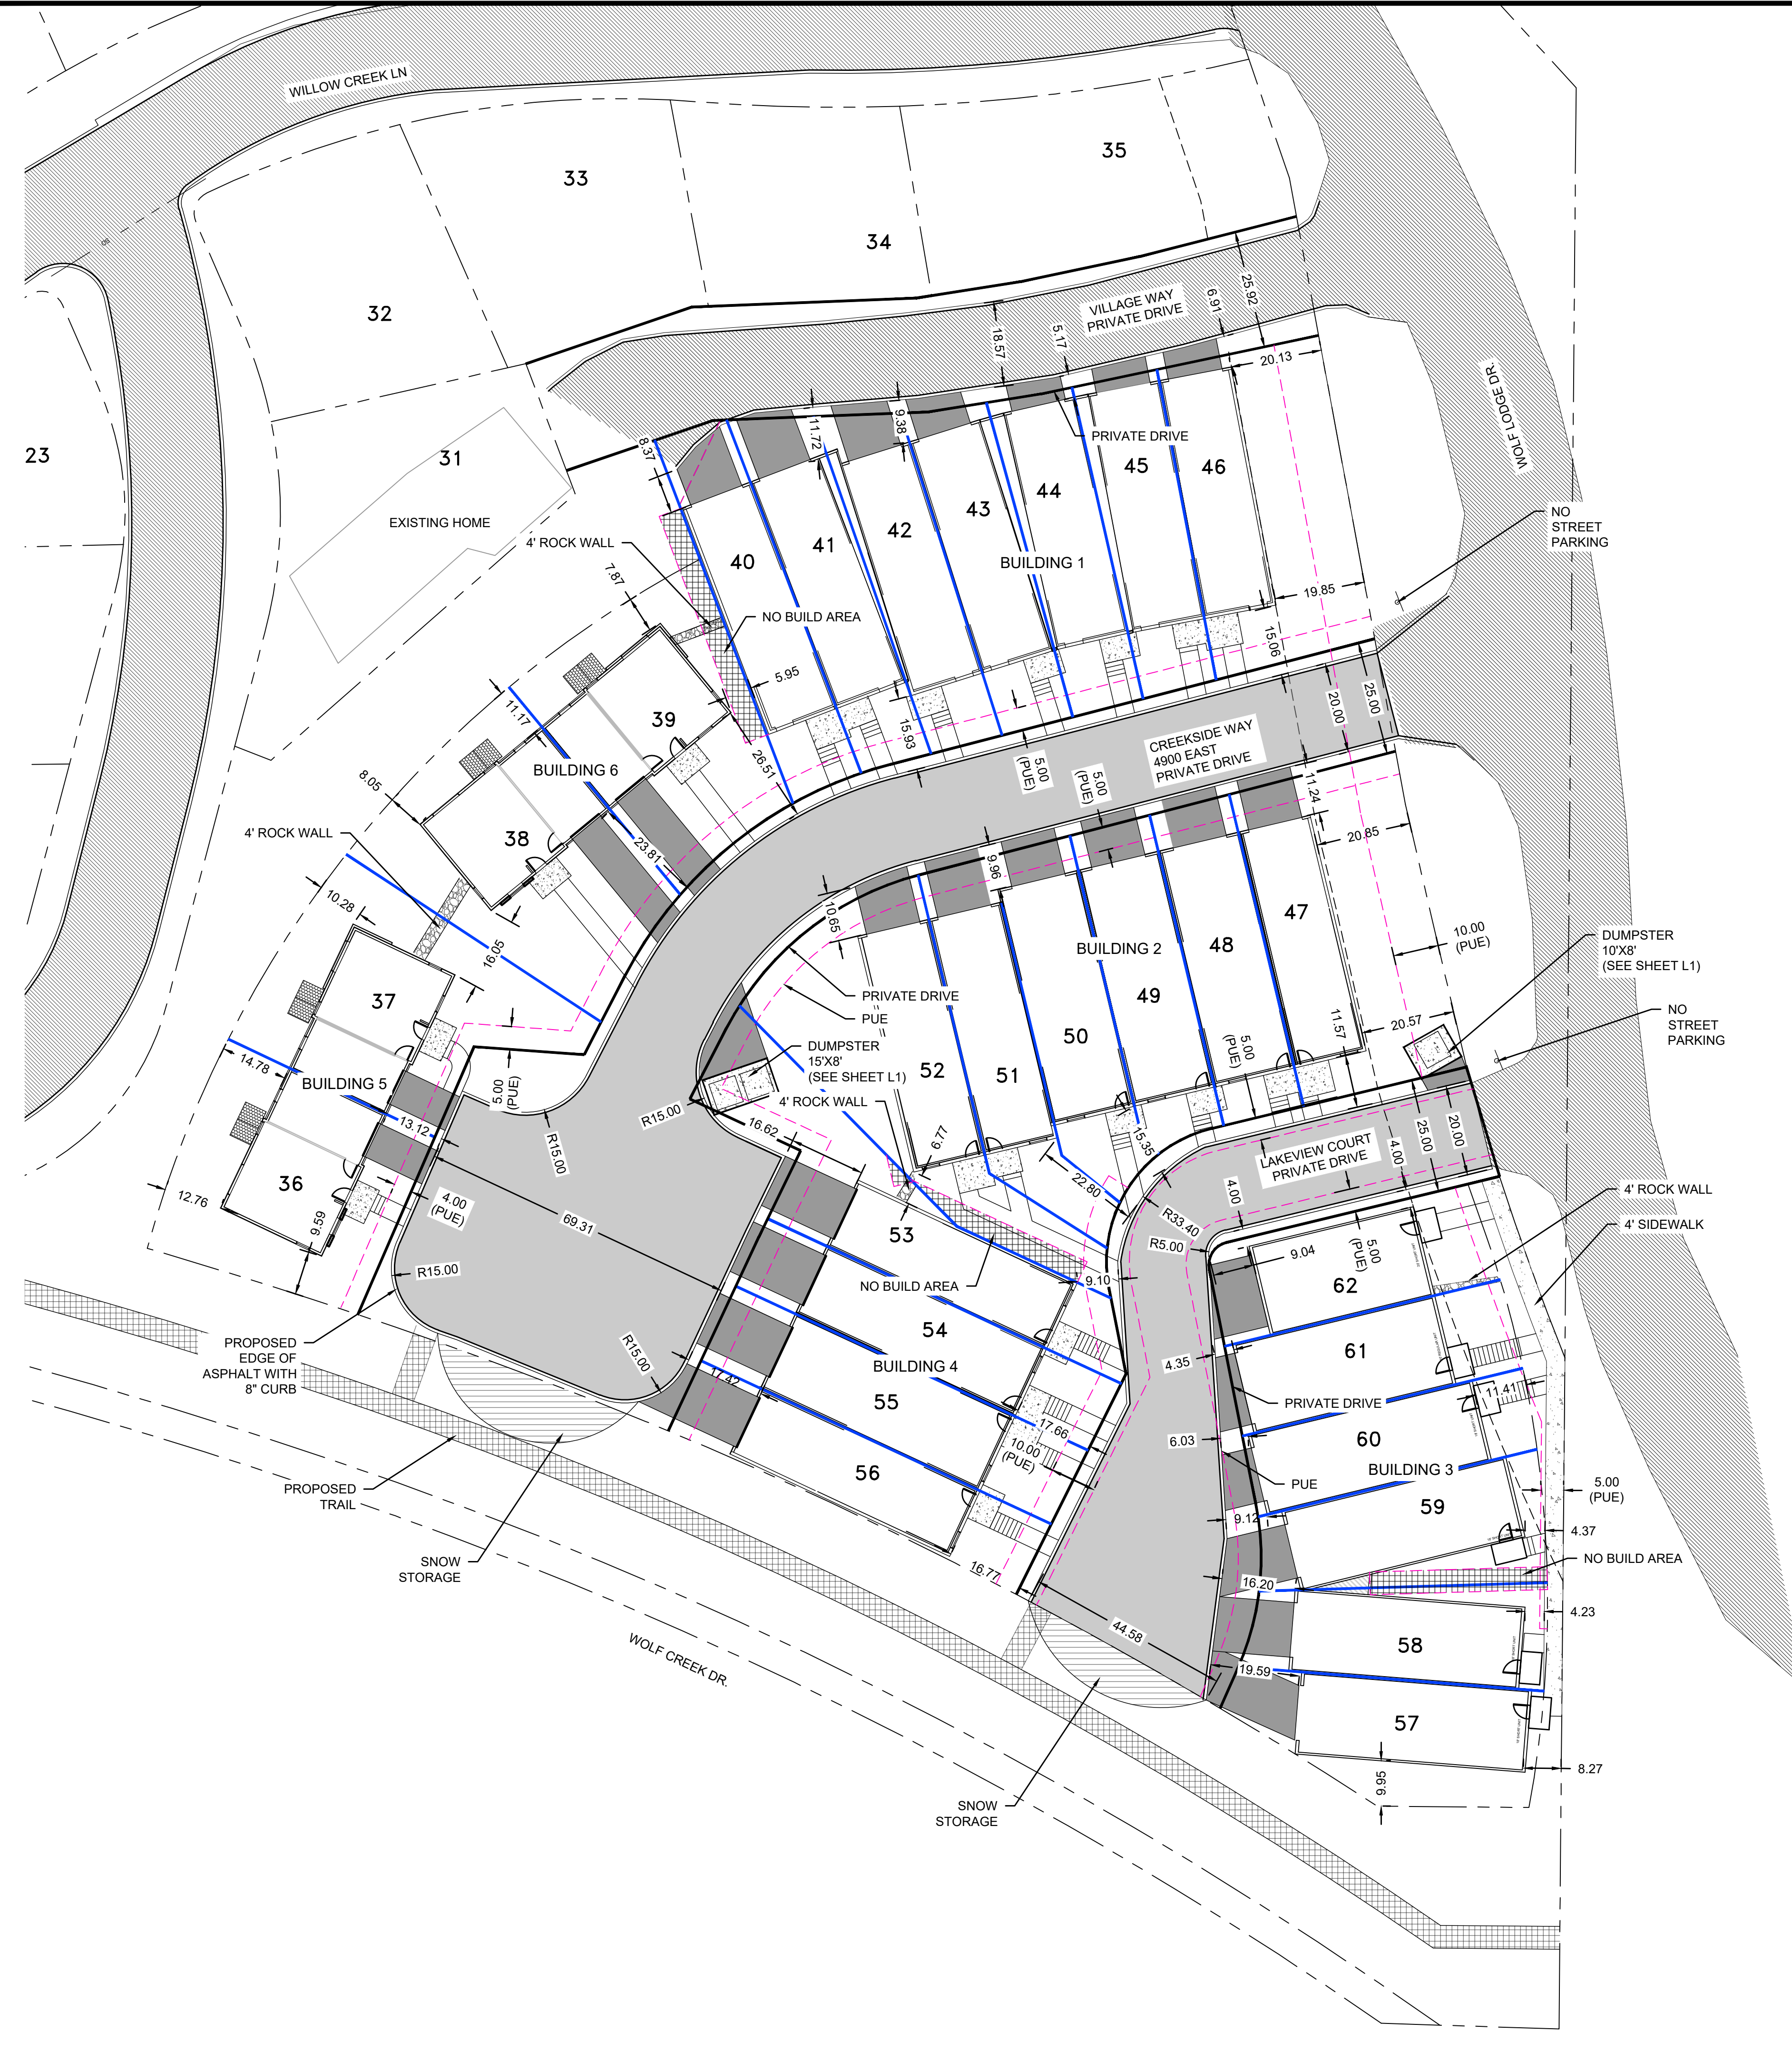 WILLOW CREEK LN
35
33
34
32
SD
23
31
EXISTING HOME
VILLAGE WAY
PRIVATE DRIVE
25.92
6.91
5.17
18.57
20.13
WOLF LODGE DR.
PRIVATE DRIVE
9.38
11.72
8.37
4' ROCK WALL
40
41
42
43
44
45
46
BUILDING 1
NO
STREET
PARKING
7.87
NO BUILD AREA
5.95
19.85
15.06
15.93
25.00
20.00
CREEKSIDE WAY
4900 EAST
PRIVATE DRIVE
5.00
(PUE)
5.00
(PUE)
11.17
39
BUILDING 6
26.51
8.05
38
23.81
4' ROCK WALL
11.24
20.85
9.96
10.65
10.28
16.05
47
BUILDING 2
48
49
50
51
52
10.00
(PUE)
DUMPSTER
10'X8'
(SEE SHEET L1)
37
PRIVATE DRIVE
PUE
DUMPSTER
15'X8'
(SEE SHEET L1)
4' ROCK WALL
11.57
20.57
NO
STREET
PARKING
5.00
(PUE)
14.78
BUILDING 5
5.00
(PUE)
R15.00
R15.00
13.12
16.62
6.77
15.35
22.80
LAKEVIEW COURT
PRIVATE DRIVE
4.00
25.00
20.00
36
12.76
9.59
4.00
(PUE)
69.31
R15.00
4.00
R33.40
R5.00
4' ROCK WALL
4' SIDEWALK
53
NO BUILD AREA
9.10
9.04
5.00
(PUE)
62
PROPOSED
EDGE OF
ASPHALT WITH
8" CURB
R15.00
54
BUILDING 4
17.42
55
56
17.66
10.00
(PUE)
4.35
61
11.41
PRIVATE DRIVE
6.03
60
BUILDING 3
PUE
59
9.12
5.00
(PUE)
4.37
NO BUILD AREA
PROPOSED
TRAIL
SNOW
STORAGE
16.77
16.20
4.23
WOLF CREEK DR.
44.58
58
19.59
57
8.27
9.95
SNOW
STORAGE